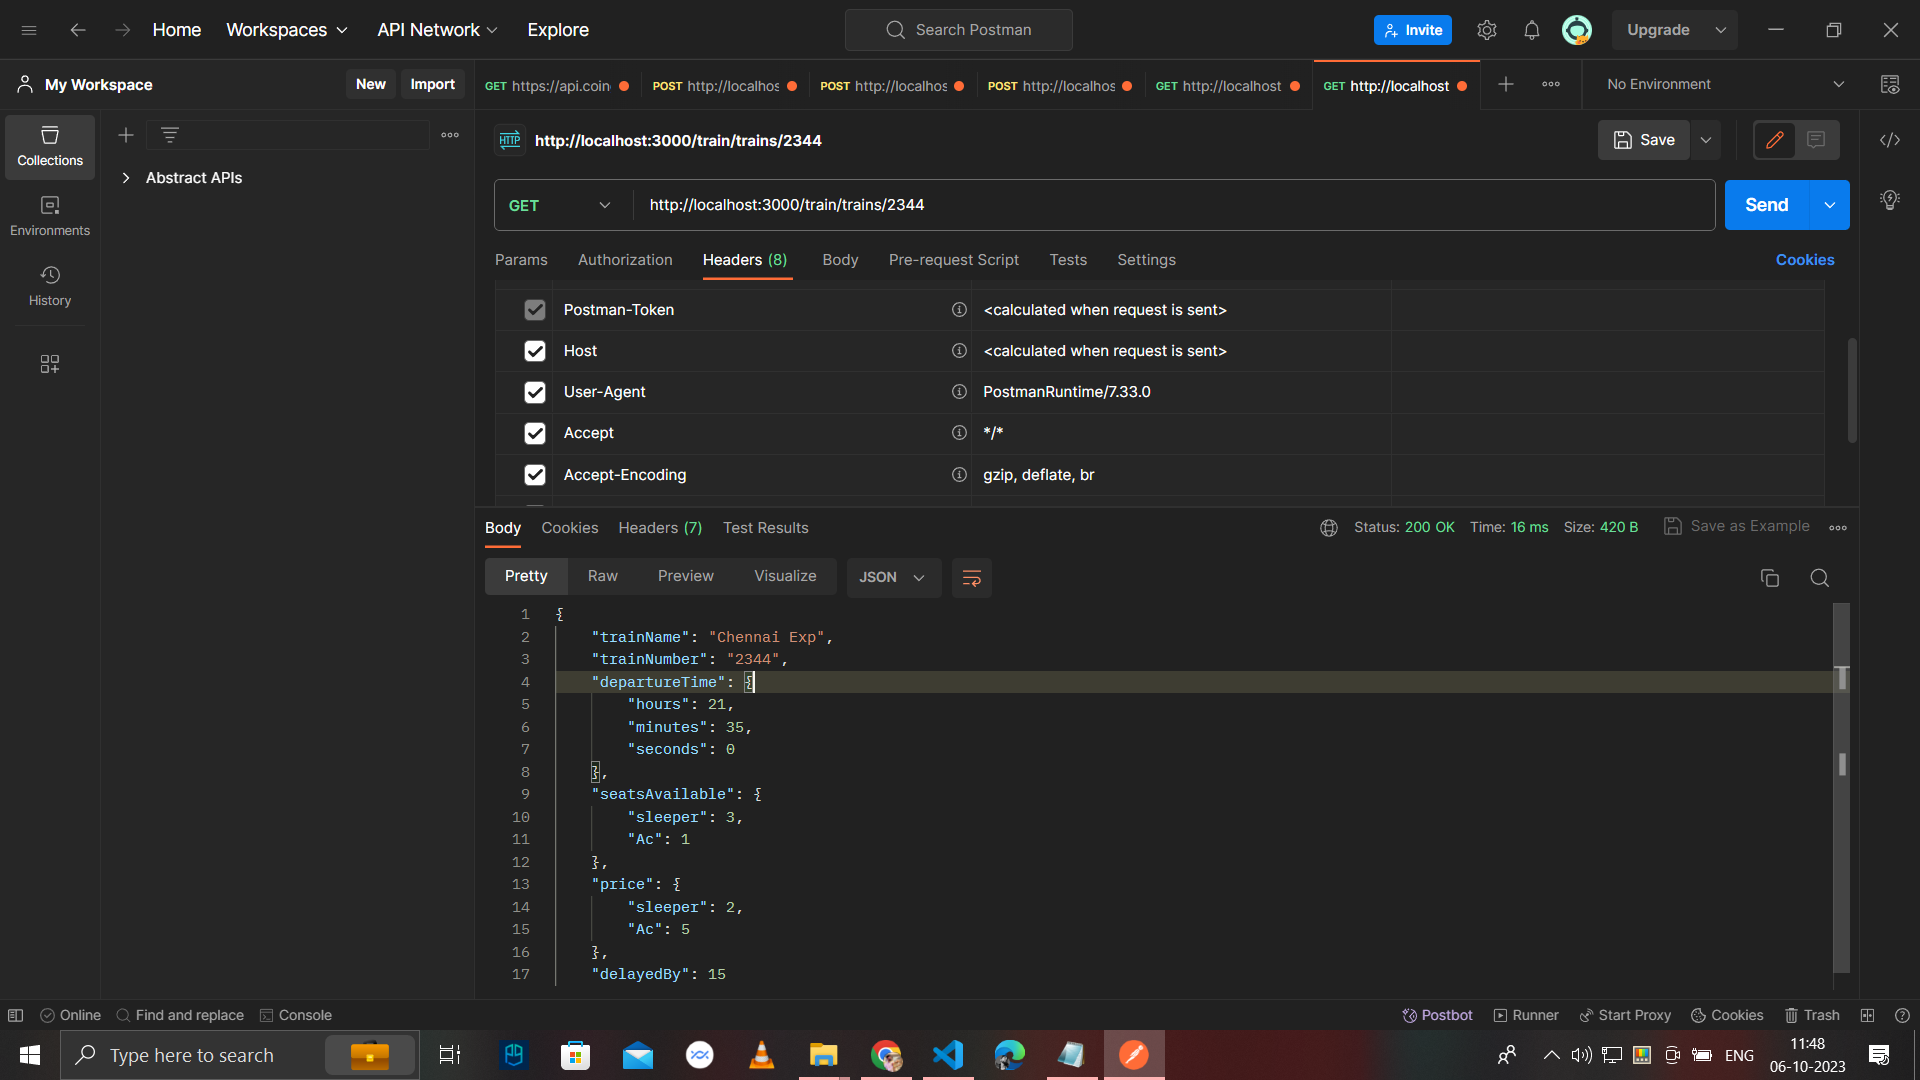 Home Workspaces API Network Explore Search Postman Invite Upgrade
My Workspace New Import GET https://api.coin POST http://localhos POST http://localhos POST http://localhos GET http://localhost GET http://localhost No Environment
Collections
Environments
History
Abstract APIs
HTTP http://localhost:3000/train/trains/2344 Save
GET http://localhost:3000/train/trains/2344 Send
Params Authorization Headers (8) Body Pre-request Script Tests Settings Cookies
Postman-Token <calculated when request is sent>
Host <calculated when request is sent>
User-Agent PostmanRuntime/7.33.0
Accept */*
Accept-Encoding gzip, deflate, br
Body Cookies Headers (7) Test Results Status: 200 OK Time: 16 ms Size: 420 B Save as Example
Pretty Raw Preview Visualize JSON
1 {
2 "trainName": "Chennai Exp",
3 "trainNumber": "2344",
4 "departureTime": {
5 "hours": 21,
6 "minutes": 35,
7 "seconds": 0
8 },
9 "seatsAvailable": {
10 "sleeper": 3,
11 "Ac": 1
12 },
13 "price": {
14 "sleeper": 2,
15 "Ac": 5
16 },
17 "delayedBy": 15
Online Find and replace Console Postbot Runner Start Proxy Cookies Trash
Type here to search ENG 11:48
06-10-2023